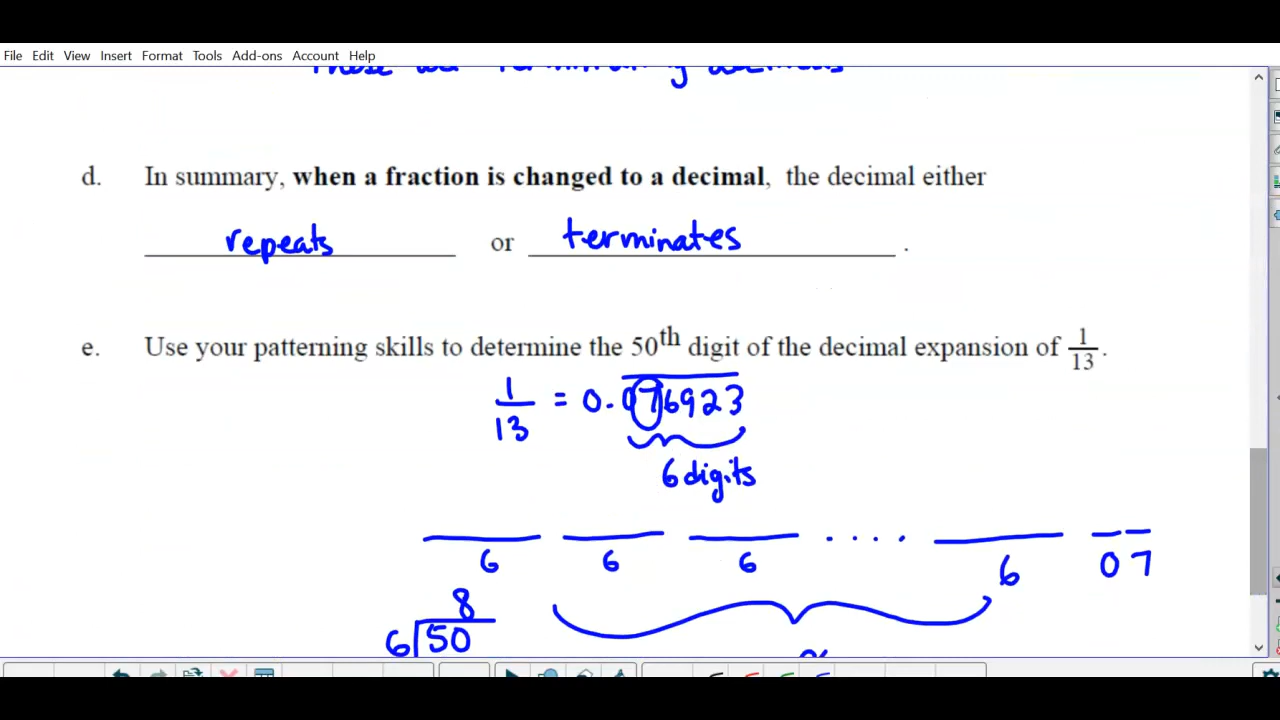 File Edit View Insert Format Tools Add-ons Account Help
d. In summary, when a fraction is changed to a decimal, the decimal either
repeats or terminates .
e. Use your patterning skills to determine the 50th digit of the decimal expansion of 1/13.
1/13 = 0.076923
6 digits
6 6 6 .... 6 0 7
8
6 50